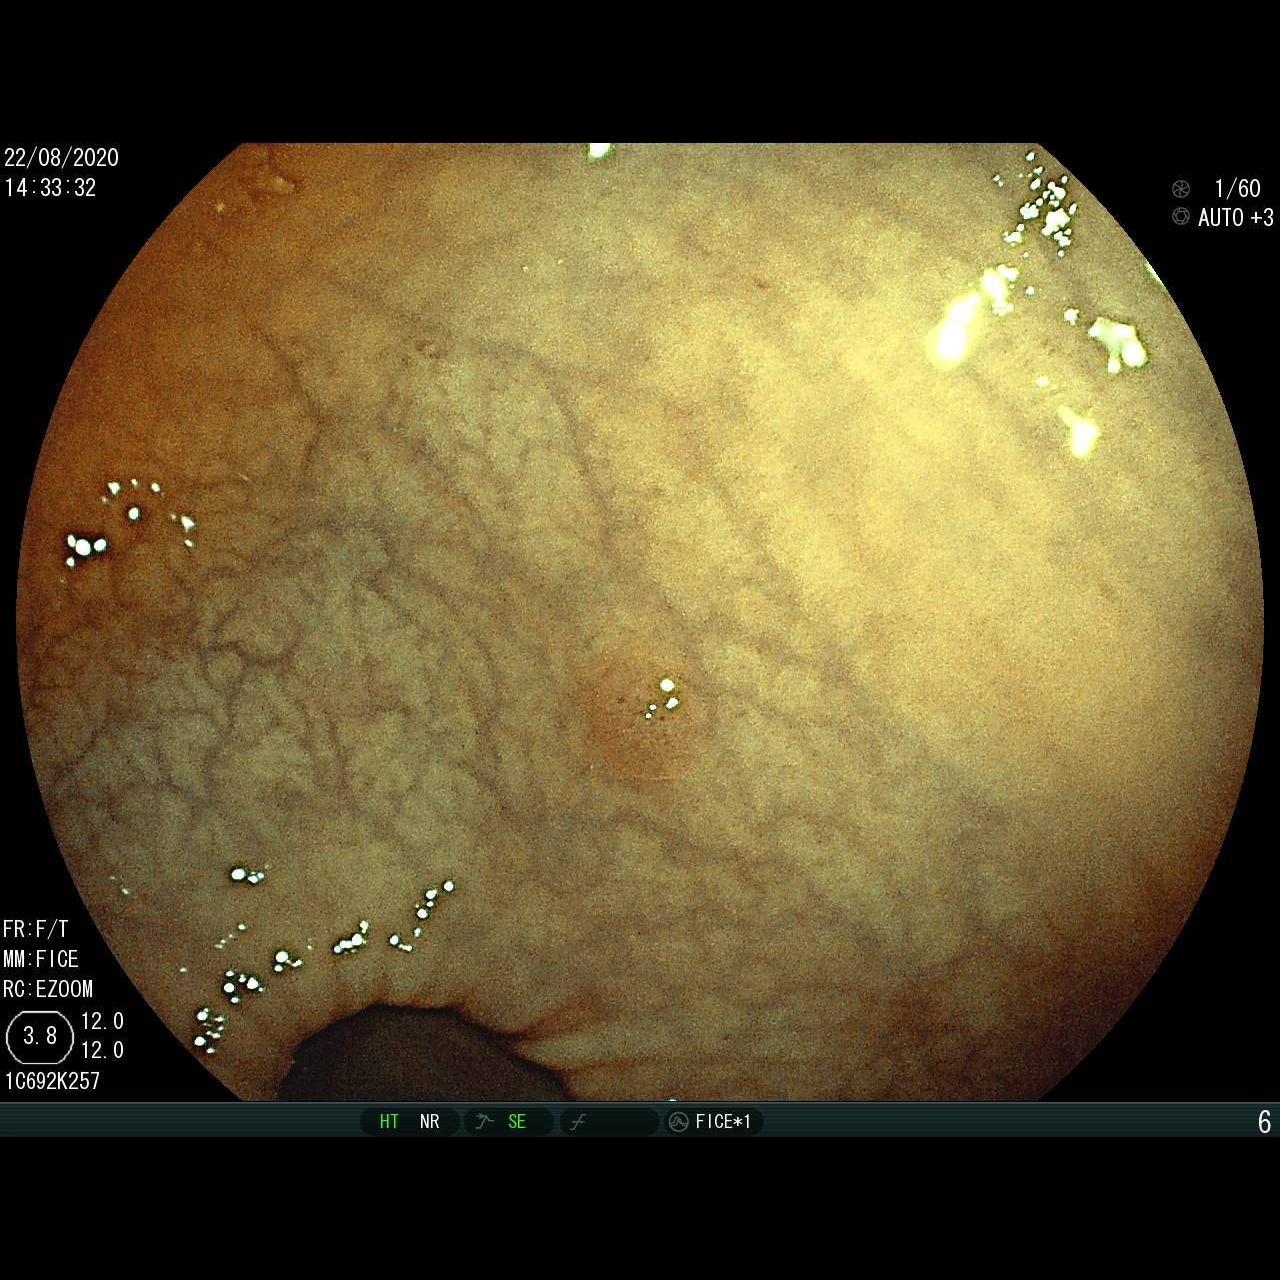 22/08/2020
14:33:32
1/60
AUTO +3
FR:F/T
MM:FICE
RC:EZOOM
3.8
12.0
12.0
1C692K257
HT NR SE FICE*1 6